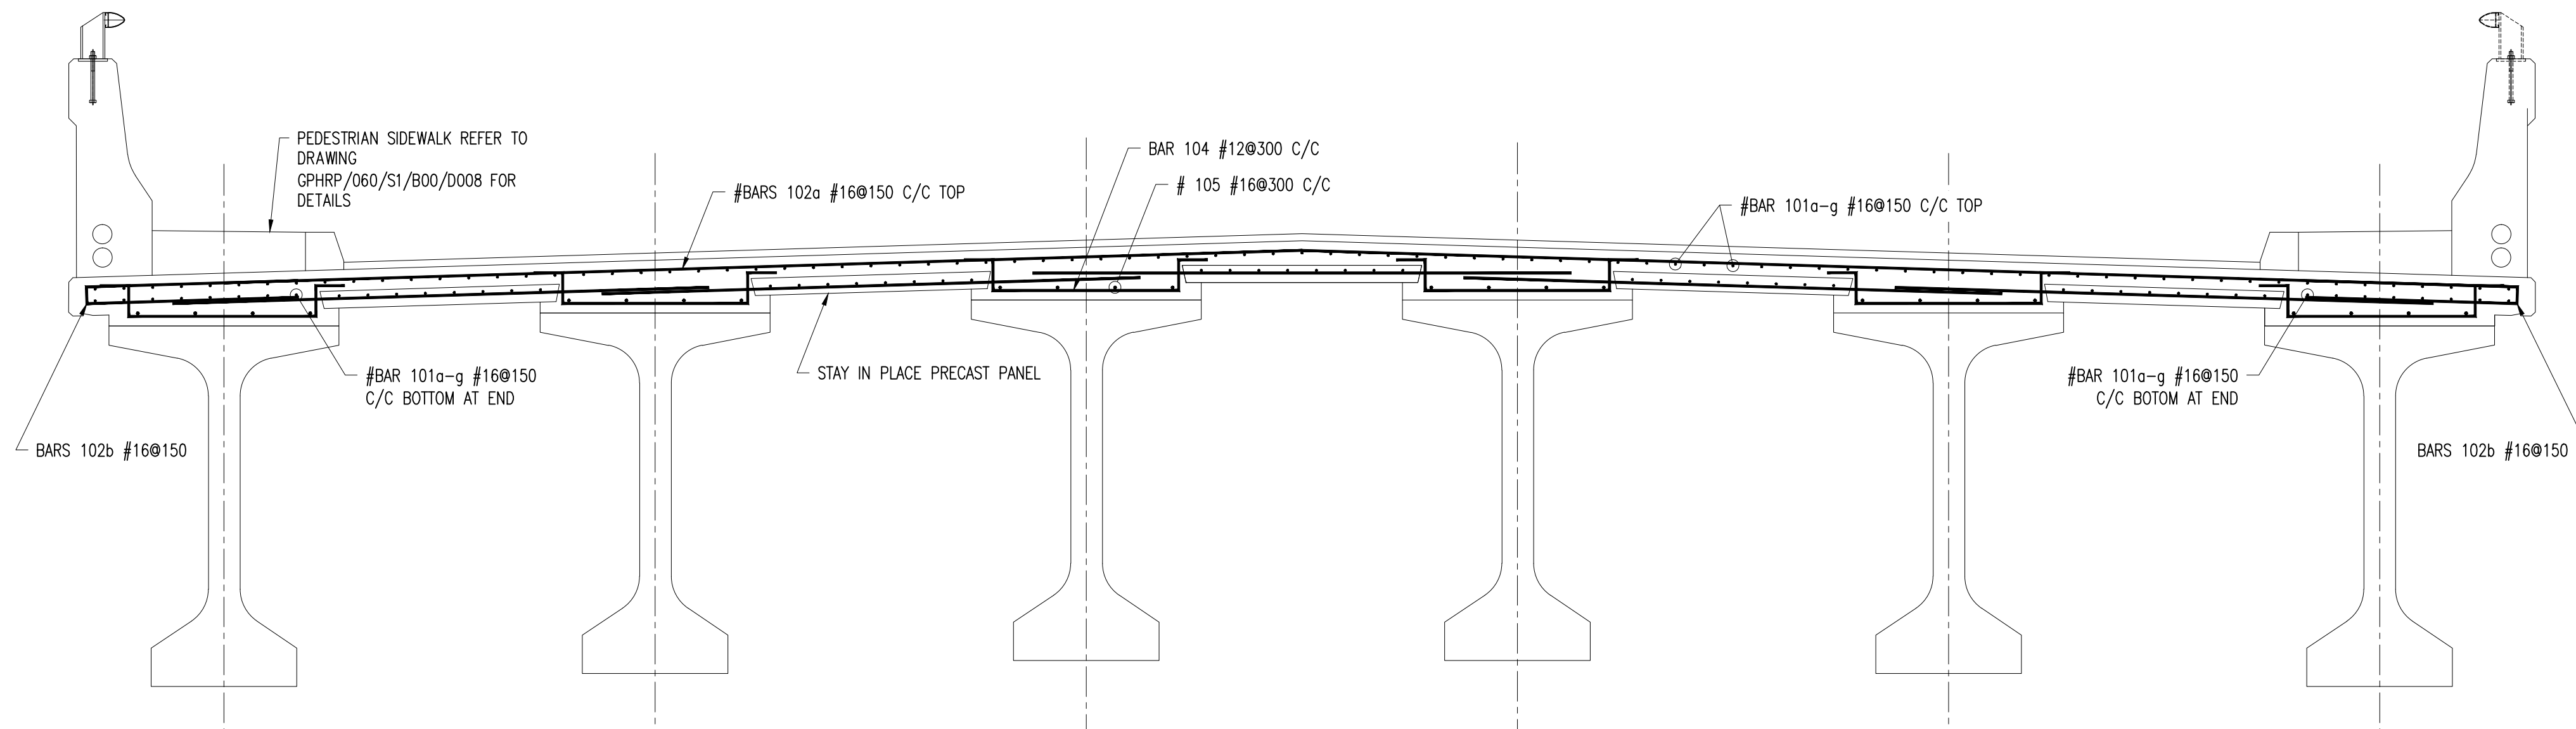 PEDESTRIAN SIDEWALK REFER TO
DRAWING
GPHRP/060/S1/B00/D008 FOR
DETAILS
#BARS 102a #16@150 C/C TOP
BAR 104 #12@300 C/C
# 105 #16@300 C/C
#BAR 101a-g #16@150 C/C TOP
#BAR 101a-g #16@150
C/C BOTTOM AT END
STAY IN PLACE PRECAST PANEL
#BAR 101a-g #16@150
C/C BOTOM AT END
BARS 102b #16@150
BARS 102b #16@150